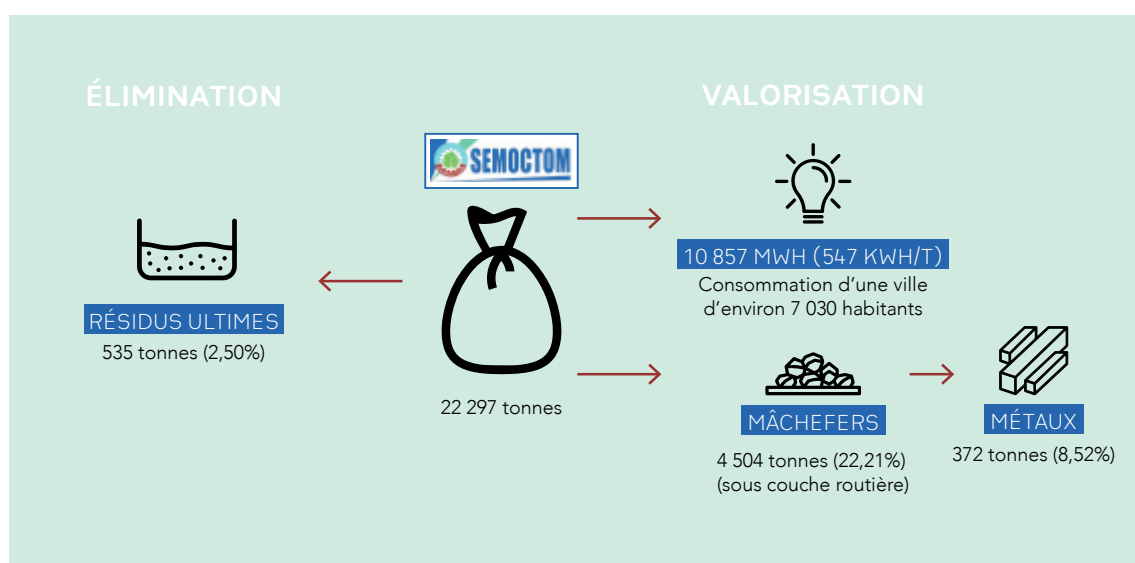 ÉLIMINATION
VALORISATION
SEMOCTOM
10 857 MWH (547 KWH/T)
Consommation d'une ville
d'environ 7 030 habitants
RÉSIDUS ULTIMES
535 tonnes (2,50%)
22 297 tonnes
MÂCHEFERS
4 504 tonnes (22,21%)
(sous couche routière)
MÉTAUX
372 tonnes (8,52%)